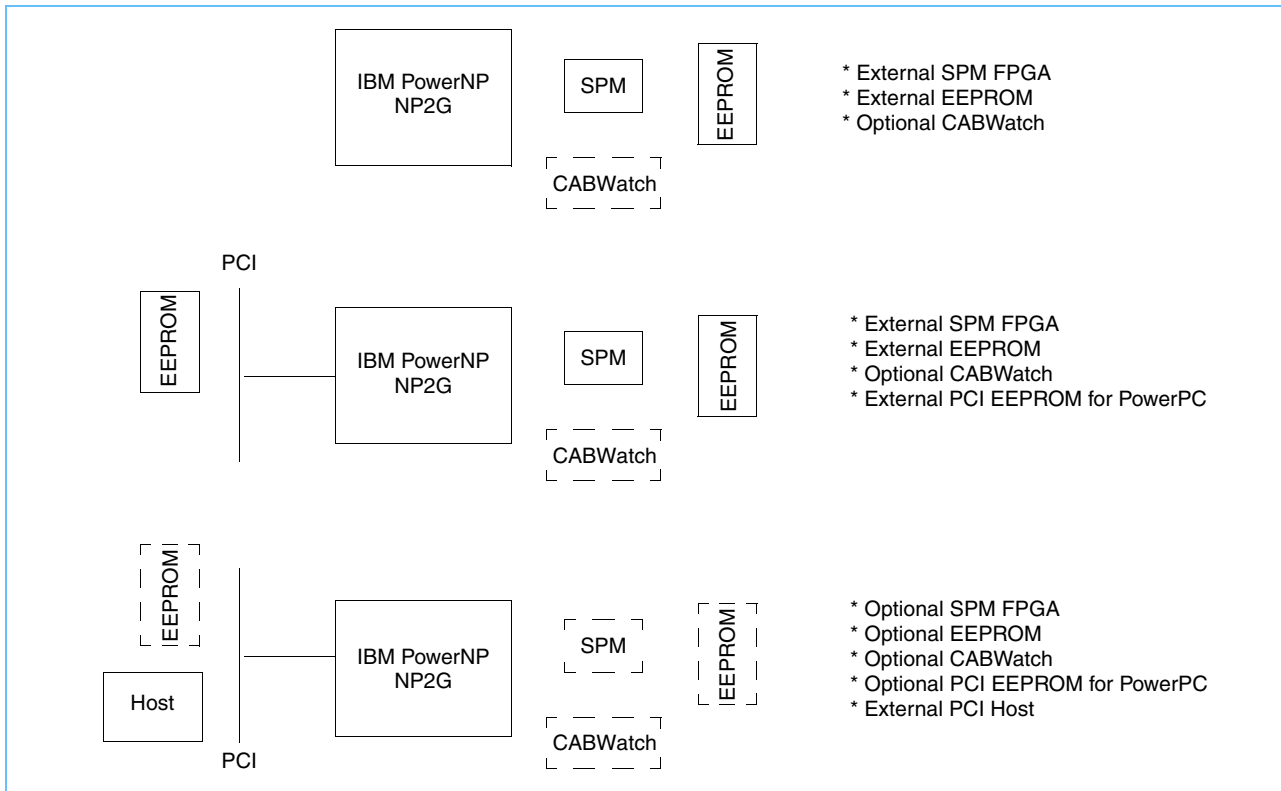 IBM PowerNP
NP2G
SPM
EEPROM
CABWatch
* External SPM FPGA
* External EEPROM
* Optional CABWatch
PCI
EEPROM
IBM PowerNP
NP2G
SPM
EEPROM
CABWatch
* External SPM FPGA
* External EEPROM
* Optional CABWatch
* External PCI EEPROM for PowerPC
EEPROM
Host
PCI
IBM PowerNP
NP2G
SPM
EEPROM
CABWatch
* Optional SPM FPGA
* Optional EEPROM
* Optional CABWatch
* Optional PCI EEPROM for PowerPC
* External PCI Host